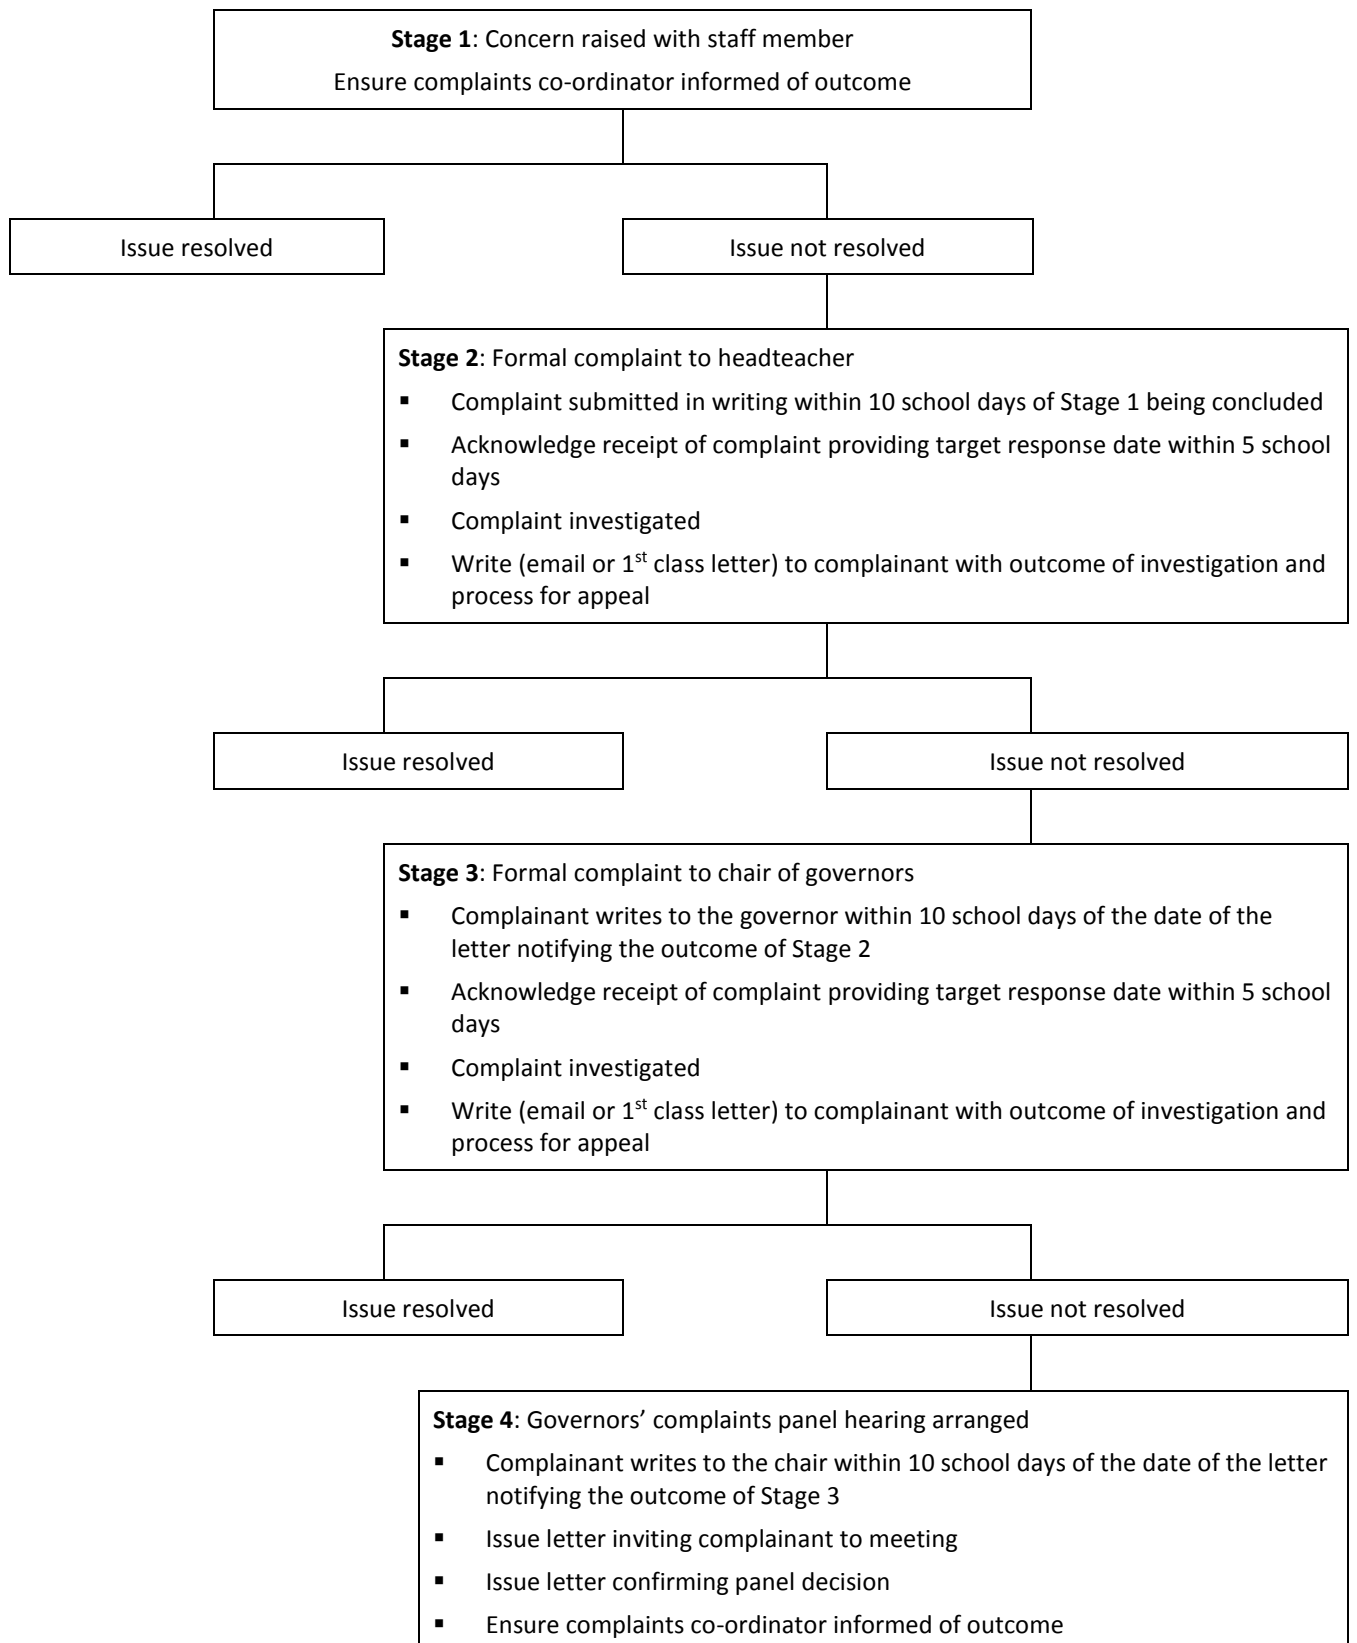 Stage 1: Concern raised with staff member
Ensure complaints co-ordinator informed of outcome
Issue resolved
Issue not resolved
Stage 2: Formal complaint to headteacher
▪ Complaint submitted in writing within 10 school days of Stage 1 being concluded
▪ Acknowledge receipt of complaint providing target response date within 5 school
days
▪ Complaint investigated
▪ Write (email or 1st class letter) to complainant with outcome of investigation and
process for appeal
Issue resolved
Issue not resolved
Stage 3: Formal complaint to chair of governors
▪ Complainant writes to the governor within 10 school days of the date of the
letter notifying the outcome of Stage 2
▪ Acknowledge receipt of complaint providing target response date within 5 school
days
▪ Complaint investigated
▪ Write (email or 1st class letter) to complainant with outcome of investigation and
process for appeal
Issue resolved
Issue not resolved
Stage 4: Governors’ complaints panel hearing arranged
▪ Complainant writes to the chair within 10 school days of the date of the letter
notifying the outcome of Stage 3
▪ Issue letter inviting complainant to meeting
▪ Issue letter confirming panel decision
▪ Ensure complaints co-ordinator informed of outcome